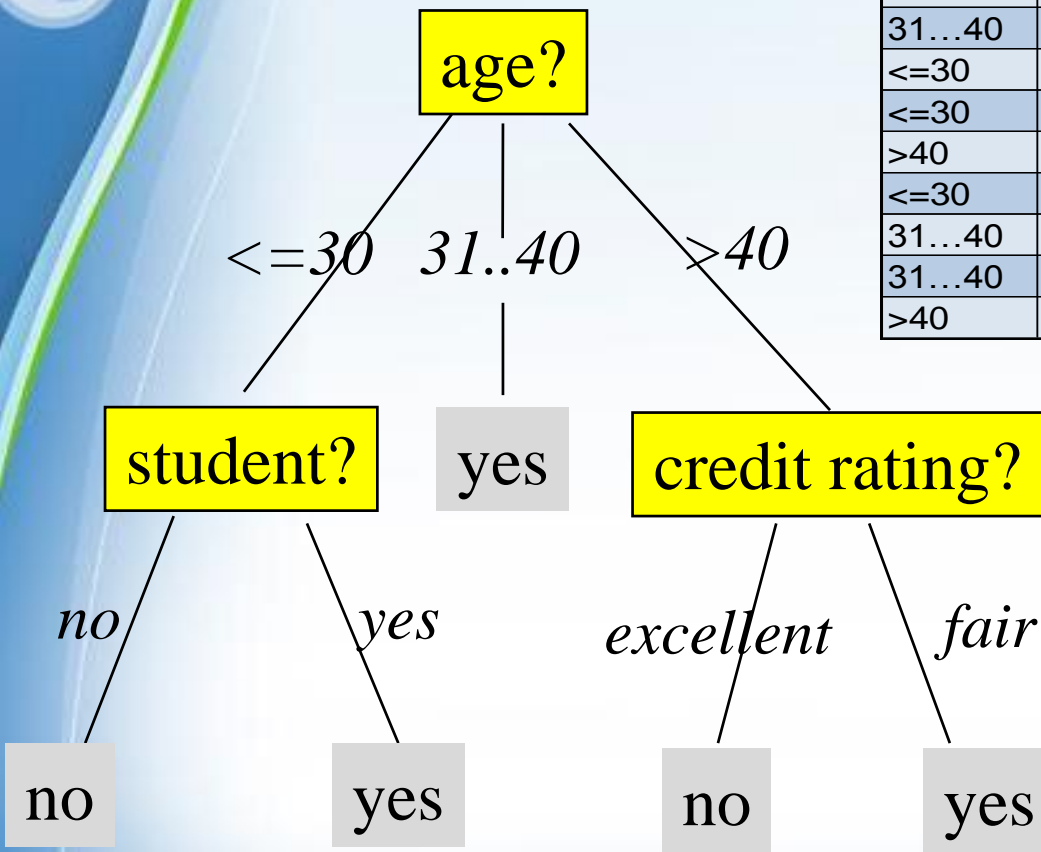 age?
<=30
31..40
>40
student?
yes
credit rating?
no
yes
excellent
fair
no
yes
no
yes
31…40
<=30
<=30
>40
<=30
31…40
31…40
>40